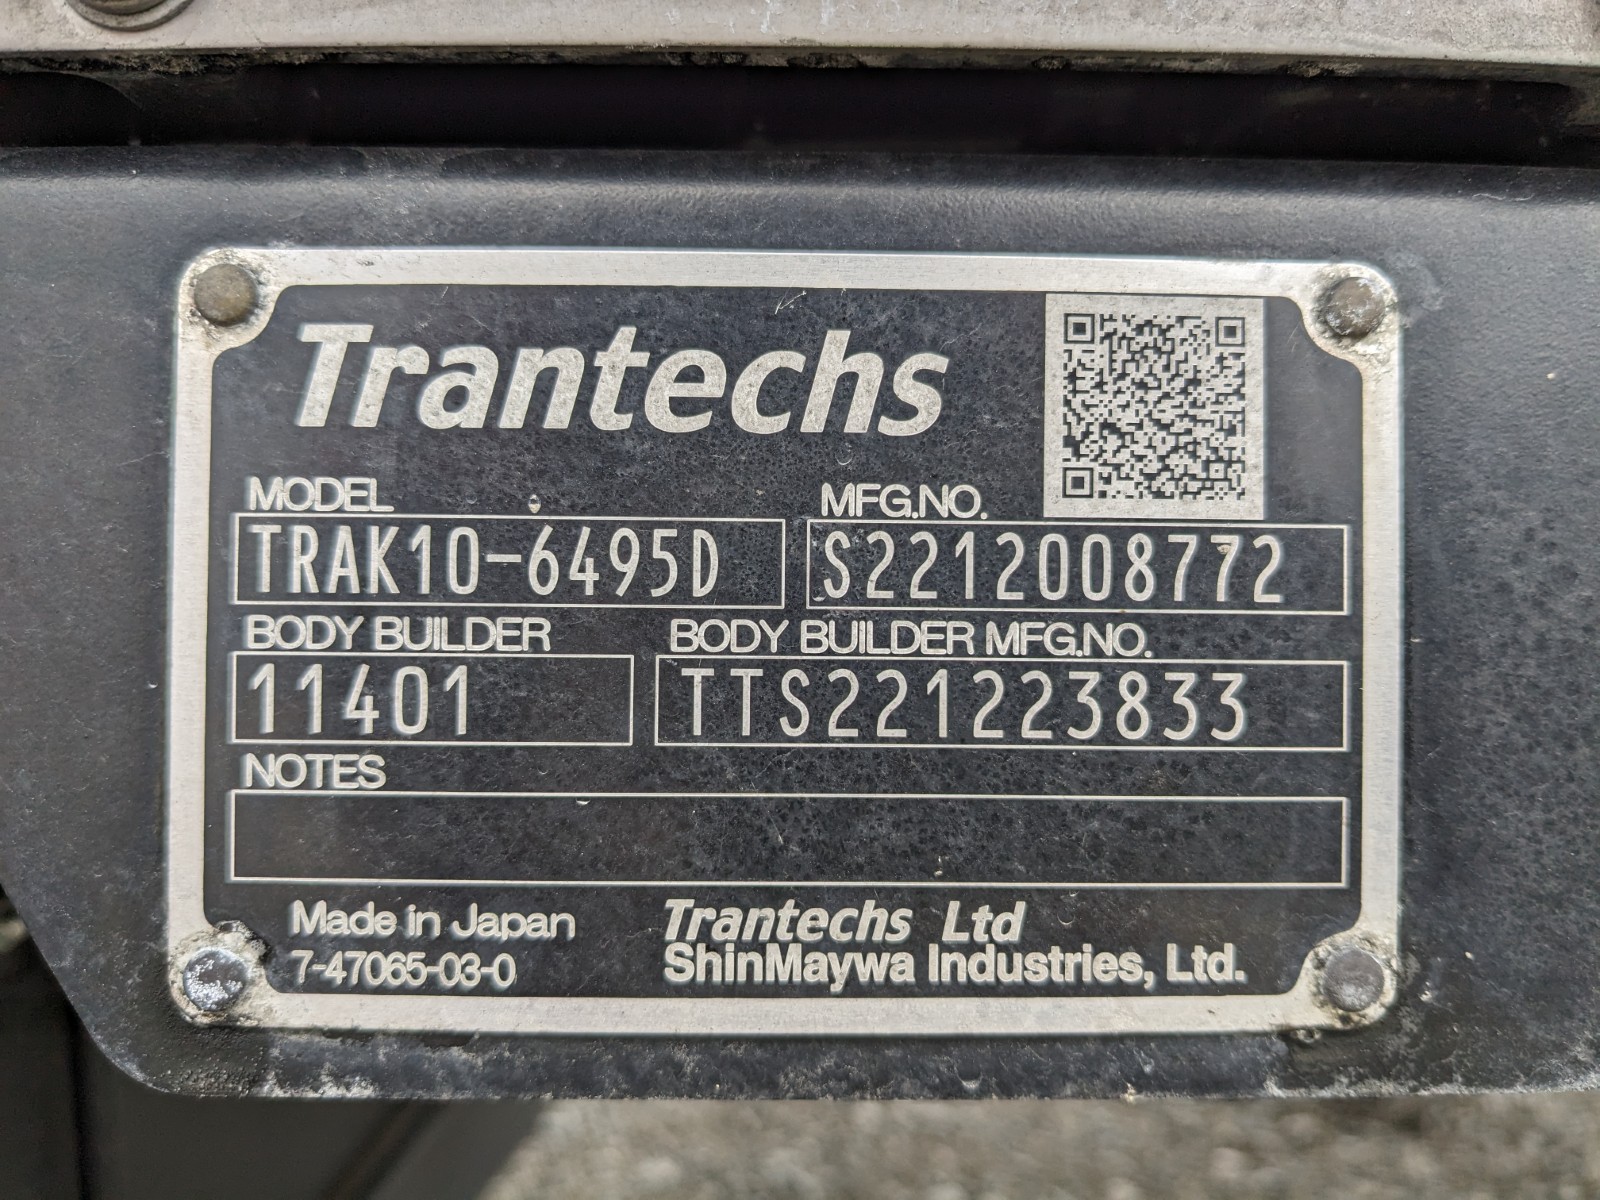 Trantechs
MODEL
MFG.NO.
TRAK10-6495D
S2212008772
BODY BUILDER
BODY BUILDER MFG.NO.
11401
TTS221223833
NOTES
Made in Japan
Trantechs Ltd
7-47065-03-0
ShinMaywa Industries, Ltd.